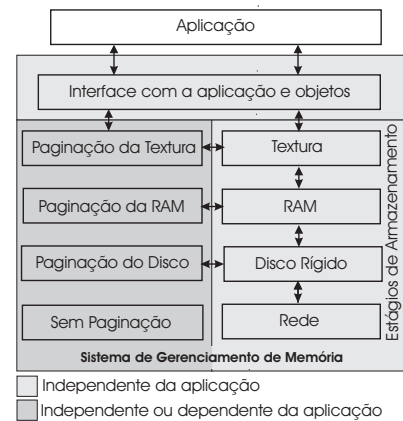 Aplicação
Interface com a aplicação e objetos
Paginação da Textura
Textura
Paginação da RAM
RAM
Paginação do Disco
Disco Rígido
Sem Paginação
Rede
Estágios de Armazenamento
Sistema de Gerenciamento de Memória
Independente da aplicação
Independente ou dependente da aplicação